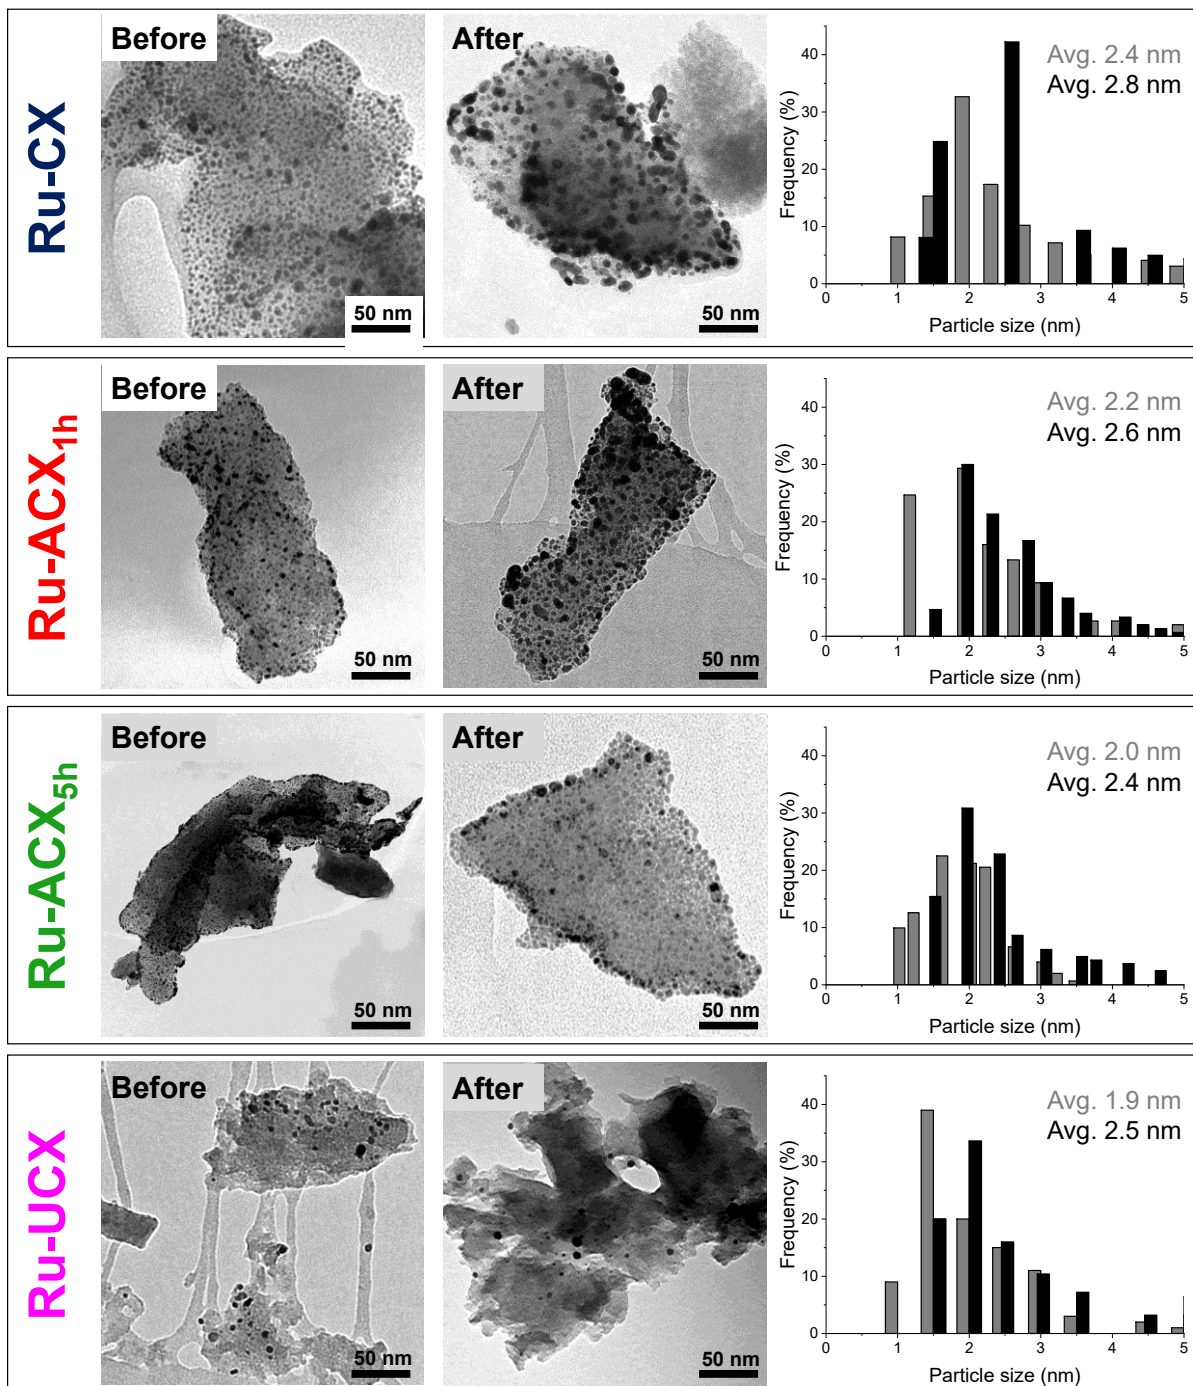 Ru-CX
Before
50 nm
After
50 nm
Avg. 2.4 nm
Avg. 2.8 nm
Frequency (%)
40
30
20
10
0
0 1 2 3 4 5
Particle size (nm)
Ru-ACX1h
Before
50 nm
After
50 nm
Avg. 2.2 nm
Avg. 2.6 nm
Frequency (%)
40
30
20
10
0
0 1 2 3 4 5
Particle size (nm)
Ru-ACX5h
Before
50 nm
After
50 nm
Avg. 2.0 nm
Avg. 2.4 nm
Frequency (%)
40
30
20
10
0
0 1 2 3 4 5
Particle size (nm)
Ru-UCX
Before
50 nm
After
50 nm
Avg. 1.9 nm
Avg. 2.5 nm
Frequency (%)
40
30
20
10
0
0 1 2 3 4 5
Particle size (nm)